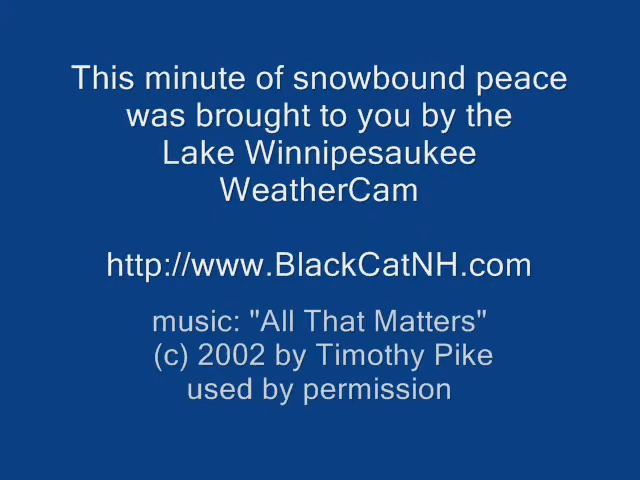 This minute of snowbound peace
was brought to you by the
Lake Winnipesaukee
WeatherCam
http://www.BlackCatNH.com
music: "All That Matters"
(c) 2002 by Timothy Pike
used by permission